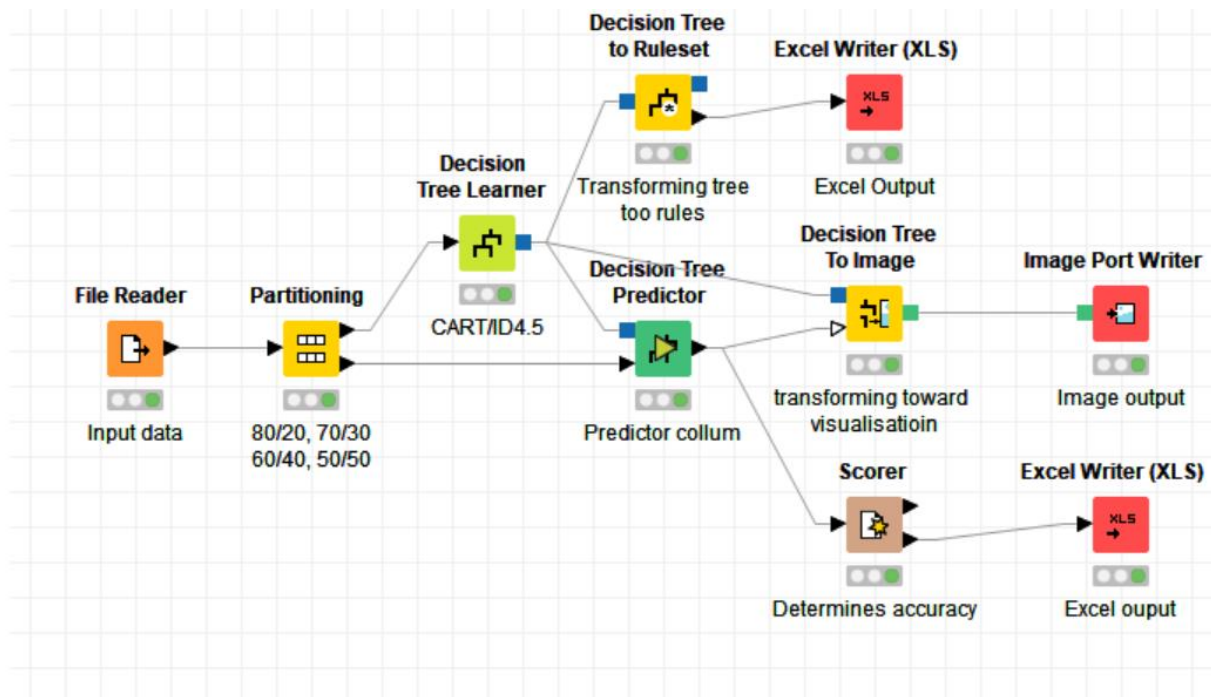 Decision Tree
to Ruleset
XLS
Transforming tree
too rules
Excel Writer (XLS)
XLS
Excel Output
Decision
Tree Learner
CART/ID4.5
File Reader
Input data
Partitioning
80/20, 70/30
60/40, 50/50
Decision Tree
Predictor
Predictor collum
Decision Tree
To Image
transforming toward
visualisatioin
Image Port Writer
Image output
Scorer
Determines accuracy
Excel Writer (XLS)
XLS
Excel ouput